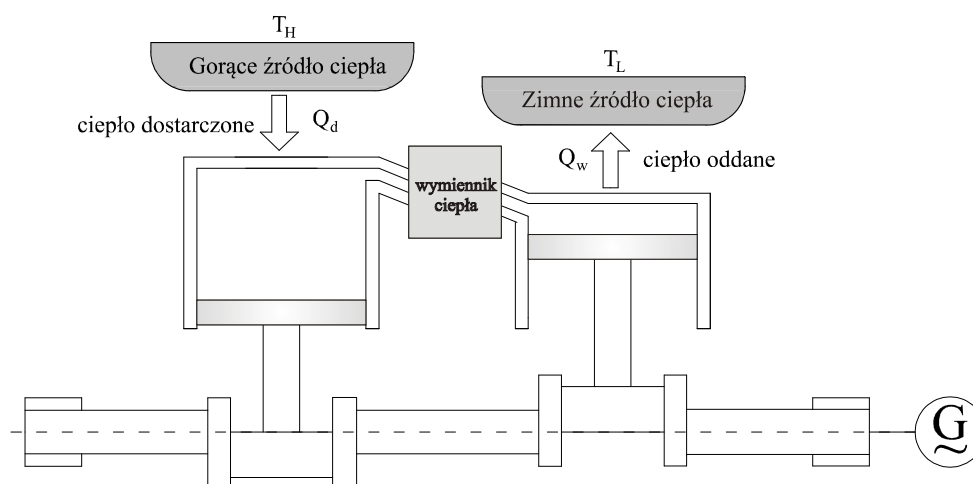 T_H
Gorące źródło ciepła
ciepło dostarczone
Q_d
T_L
Zimne źródło ciepła
Q_w
ciepło oddane
wymiennik
ciepła
G
~